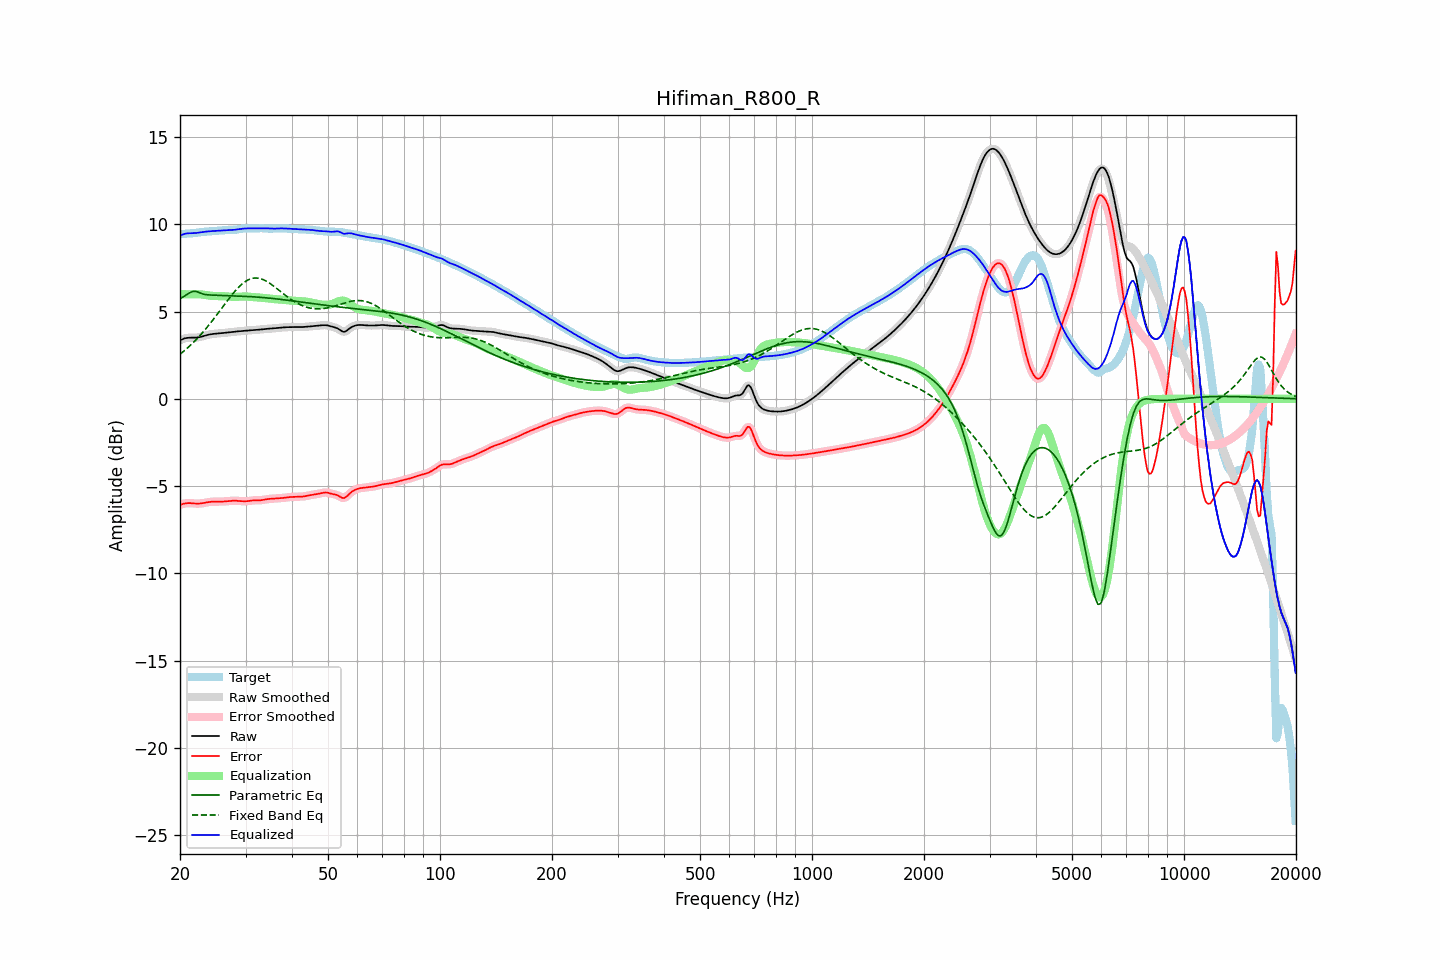 Hifiman_R800_R
15
10
5
0
−5
−10
−15
−20
−25
Amplitude (dBr)
Target
Raw Smoothed
Error Smoothed
Raw
Error
Equalization
Parametric Eq
Fixed Band Eq
Equalized
20 50 100 200 500 1000 2000 5000 10000 20000
Frequency (Hz)